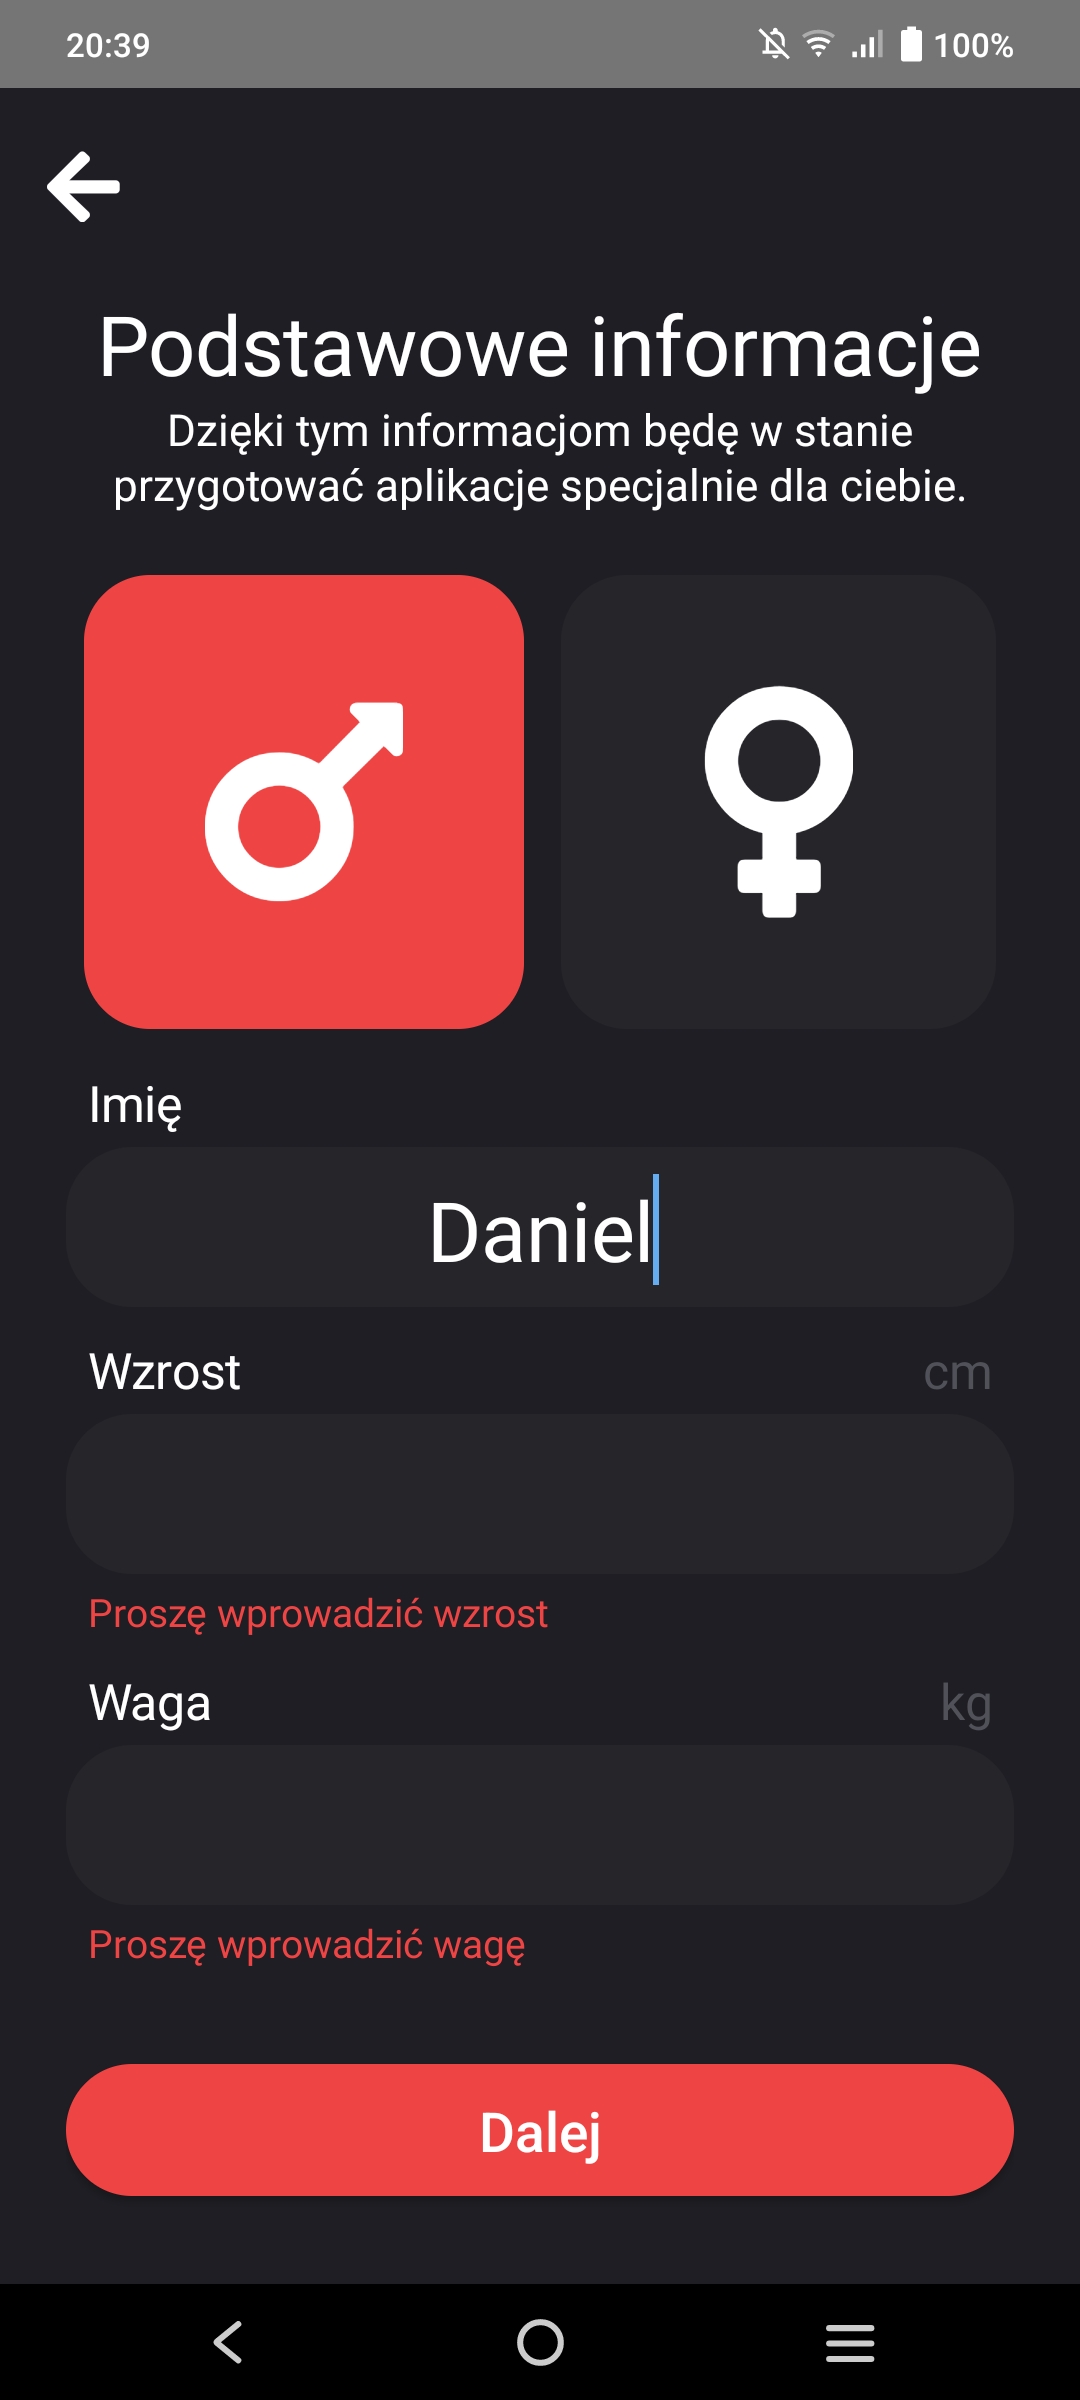 20:39 100%
Podstawowe informacje
Dzięki tym informacjom będę w stanie
przygotować aplikacje specjalnie dla ciebie.
Imię
Daniel
Wzrost cm
Proszę wprowadzić wzrost
Waga kg
Proszę wprowadzić wagę
Dalej